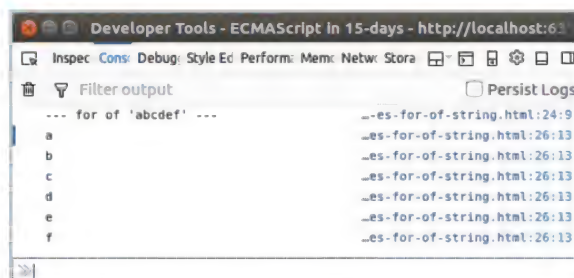 Developer Tools - ECMAScript in 15-days - http://localhost:63
Inspec Cons Debug Style Ed Perform Memo Netwo Stora
Filter output Persist Logs
--- for of 'abcdef' --- …-es-for-of-string.html:24:9
a …es-for-of-string.html:26:13
b …es-for-of-string.html:26:13
c …es-for-of-string.html:26:13
d …es-for-of-string.html:26:13
e …es-for-of-string.html:26:13
f …es-for-of-string.html:26:13
»